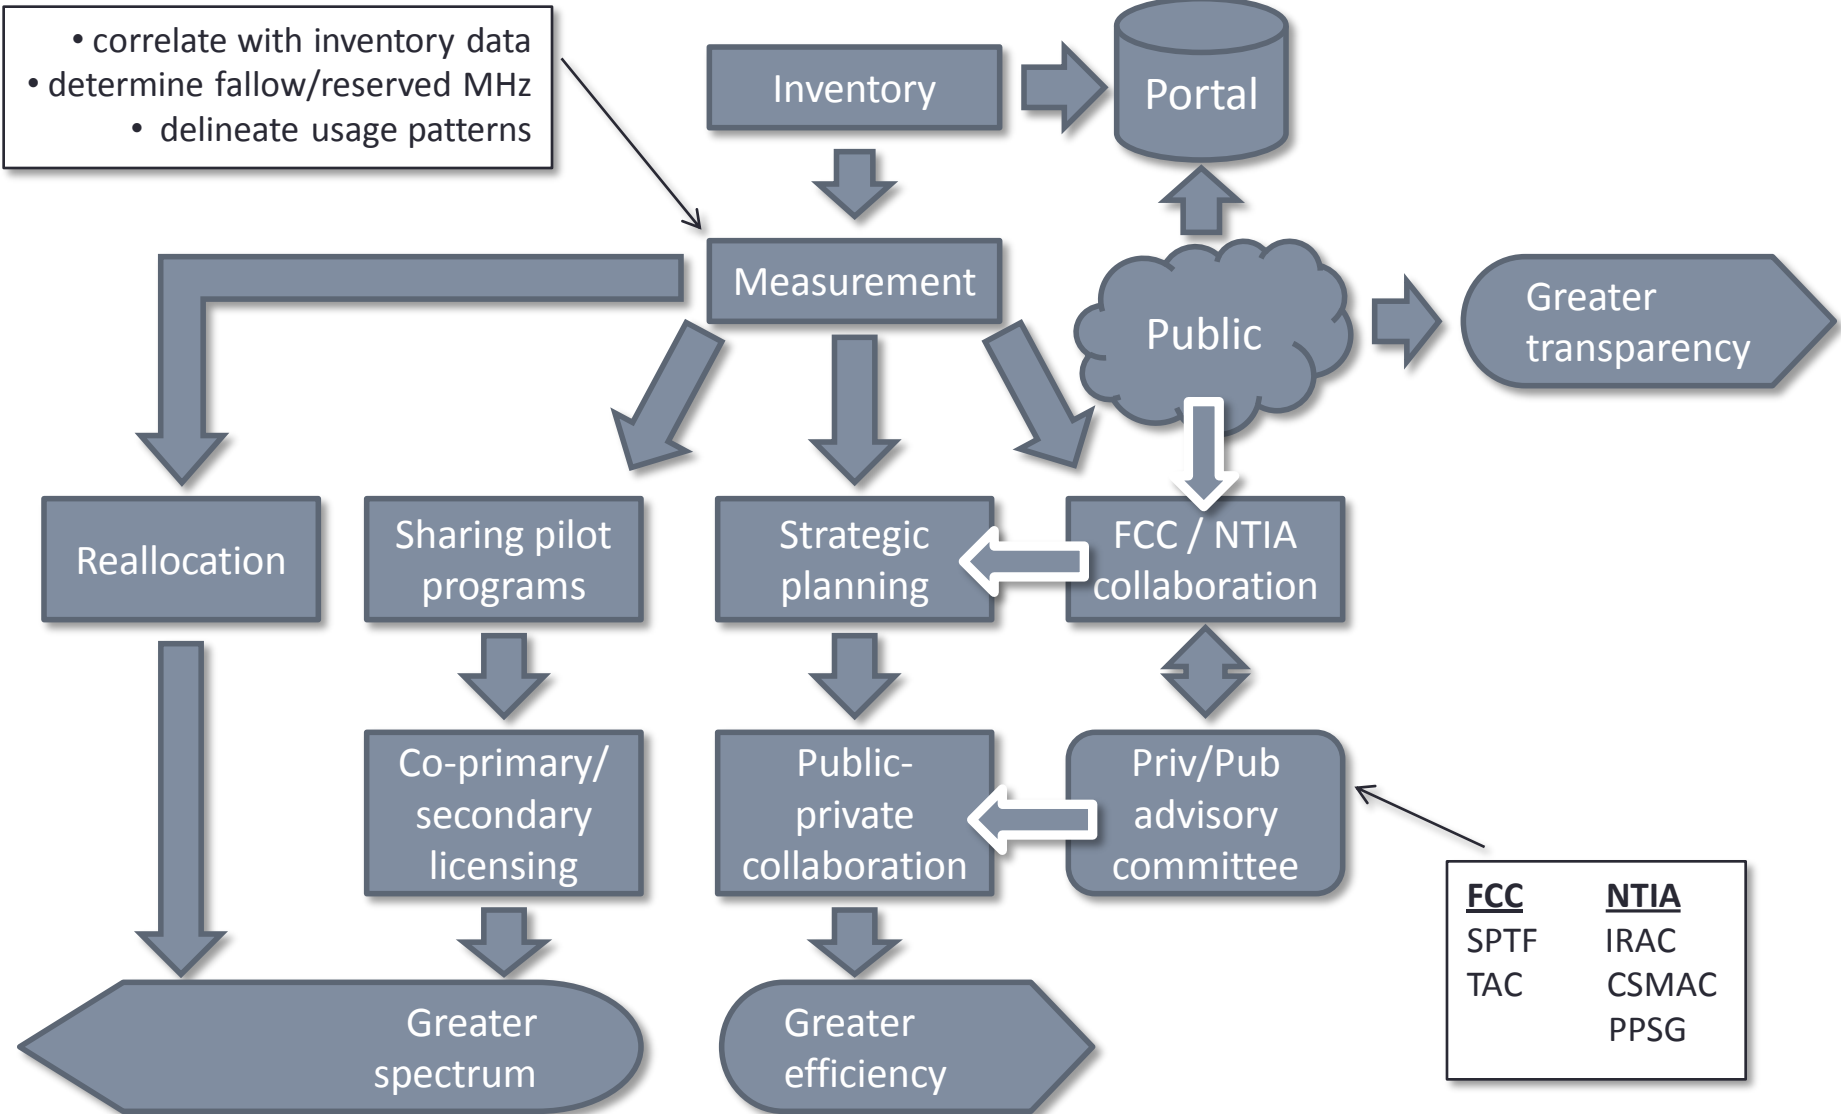 • correlate with inventory data
• determine fallow/reserved MHz
• delineate usage patterns
Inventory
Portal
Measurement
Public
Greater
transparency
Reallocation
Sharing pilot
programs
Strategic
planning
FCC / NTIA
collaboration
Co-primary/
secondary
licensing
Public-
private
collaboration
Priv/Pub
advisory
committee
FCC NTIA
SPTF IRAC
TAC CSMAC
PPSG
Greater
spectrum
Greater
efficiency